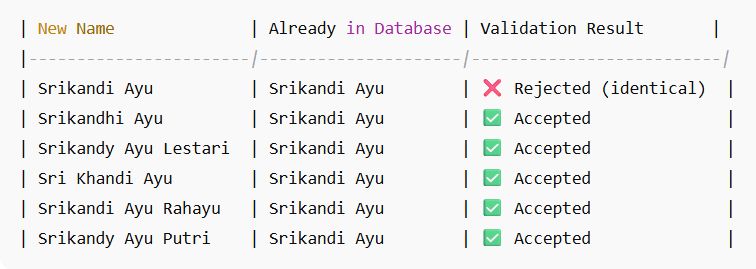 | New Name | Already in Database | Validation Result |
|-----------------------/---------------------/--------------------------/
| Srikandi Ayu | Srikandi Ayu | ❌ Rejected (identical) |
| Srikandhi Ayu | Srikandi Ayu | ✅ Accepted |
| Srikandy Ayu Lestari | Srikandi Ayu | ✅ Accepted |
| Sri Khandi Ayu | Srikandi Ayu | ✅ Accepted |
| Srikandi Ayu Rahayu | Srikandi Ayu | ✅ Accepted |
| Srikandy Ayu Putri | Srikandi Ayu | ✅ Accepted |